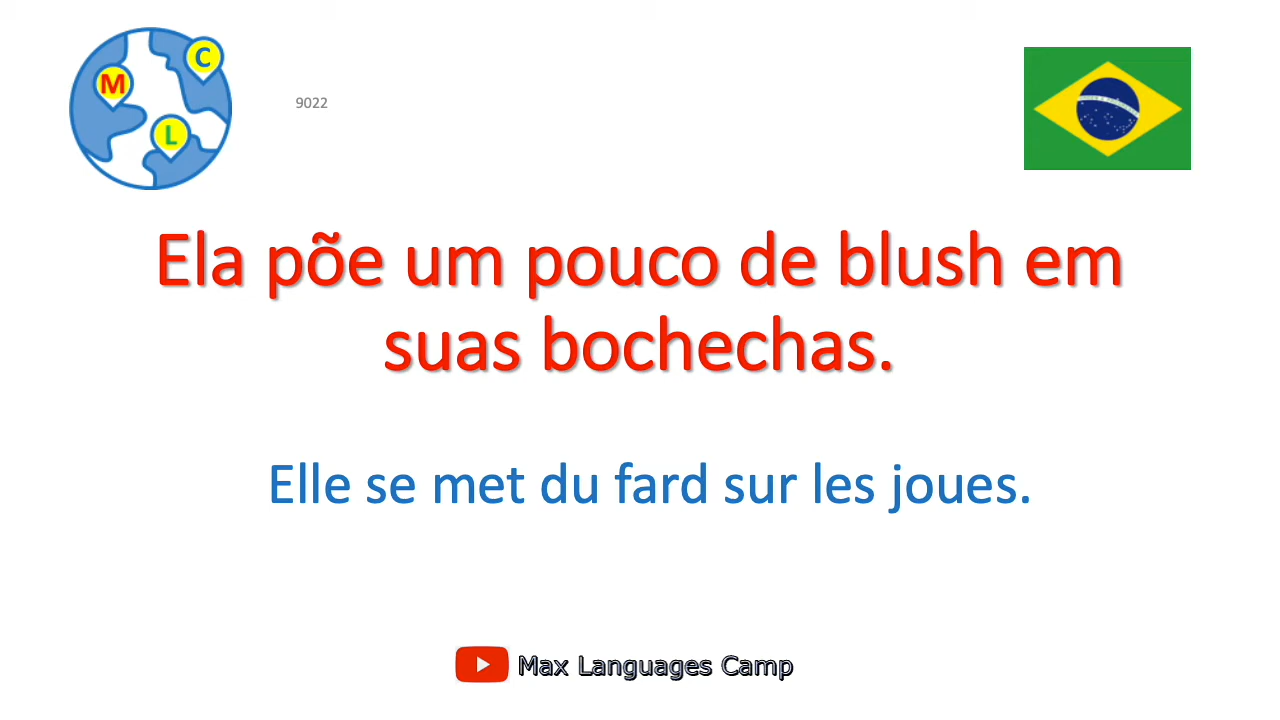 M
C
L
9022
Ela põe um pouco de blush em
suas bochechas.
Elle se met du fard sur les joues.
Max Languages Camp